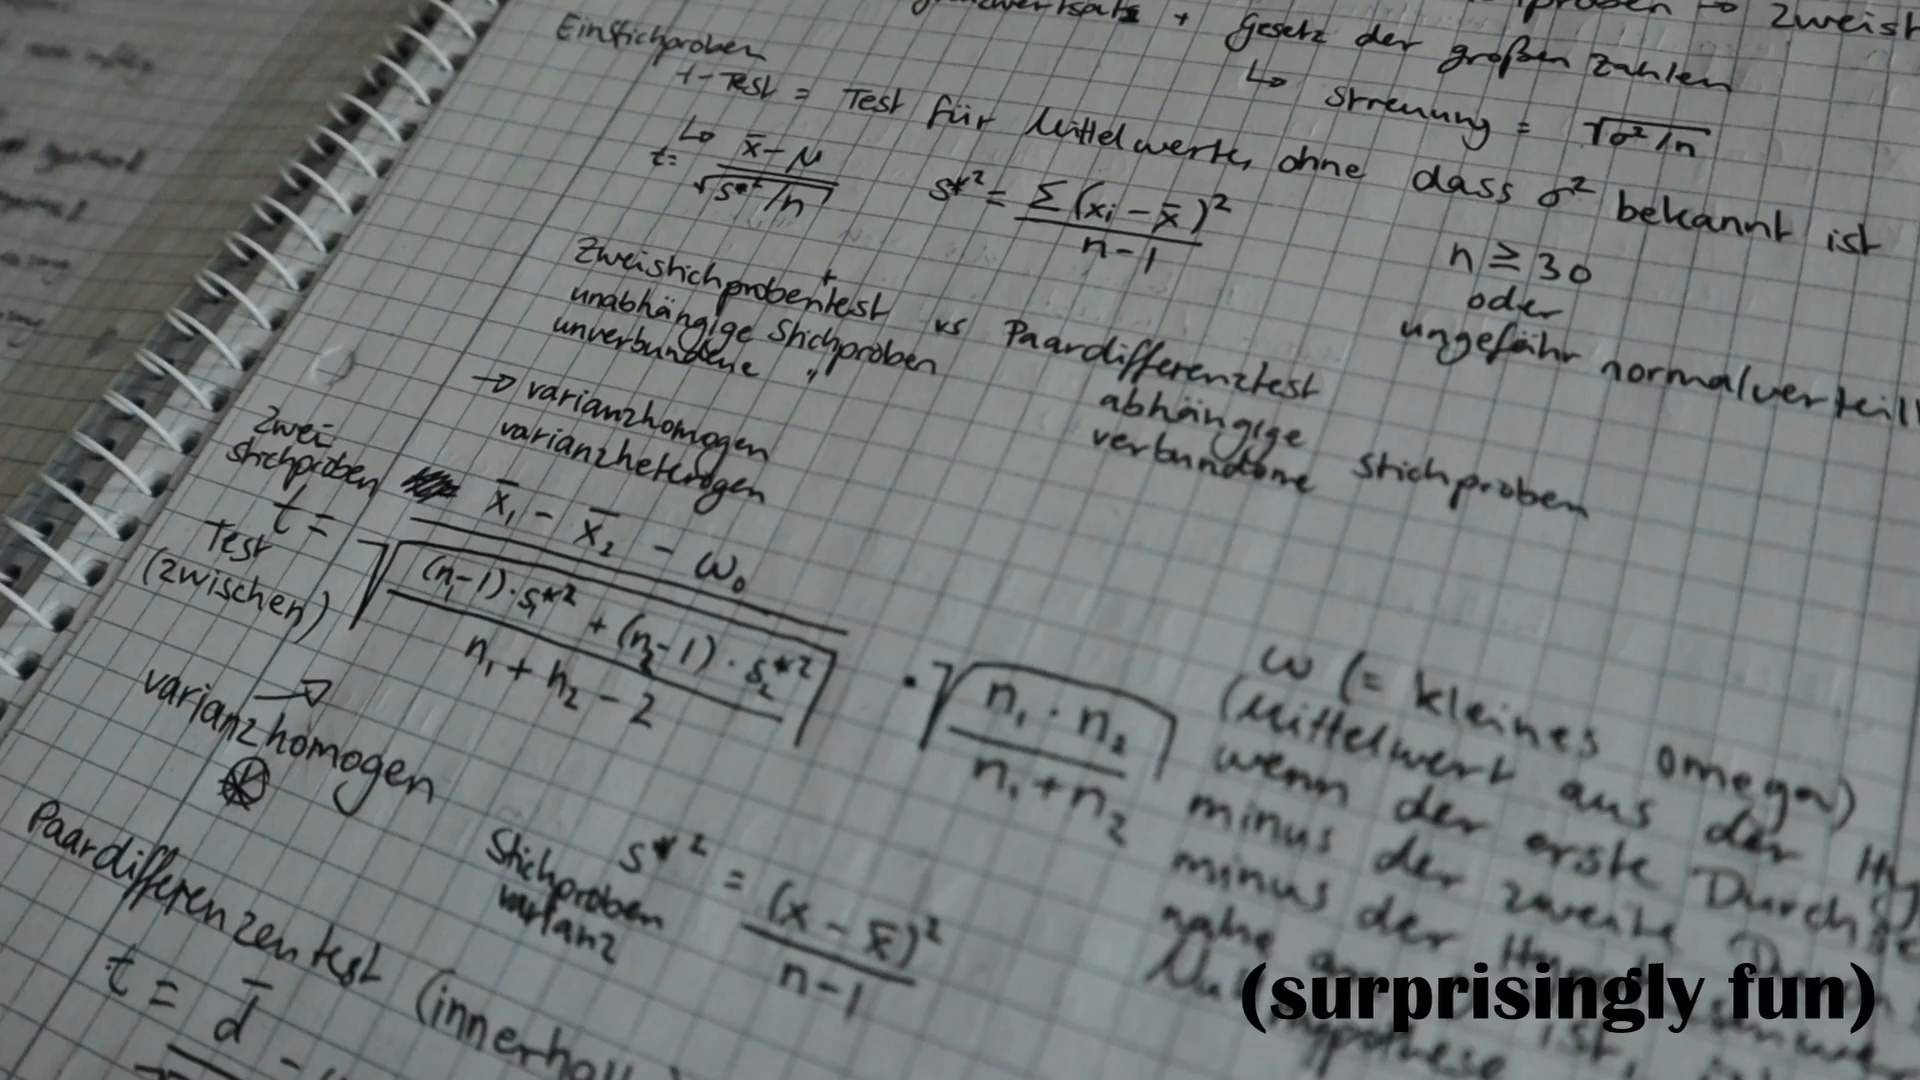 + Gesetz der großen Zahlen
↳ Streuung = √σ²/n
Einstichproben
t-Test = Test für Mittelwerte, ohne dass σ² bekannt ist
↳ t = x̄ - μ / √s*²/n
s*² = Σ(xᵢ - x̄)² / n-1
n ≥ 30
oder
ungefähr normalverteilt
Zweistichprobentest vs Paardifferenztest
unabhängige Stichproben
unverbundene "
abhängige
verbundene Stichproben
→ varianzhomogen
varianzheterogen
Zwei
stichproben
t =
Test
(zwischen)
x̄₁ - x̄₂ - ω₀
√ (n₁-1)·s₁*² + (n₂-1)·s₂*² / n₁ + n₂ - 2
· √ n₁ · n₂ / n₁ + n₂
→
varianzhomogen
ω (= kleines omega)
(Mittelwert aus der
wenn der erste
minus der zweite
minus der
nahe
Paardifferenzentest (innerhalb
t = d̄ -
Stichproben
varianz
s*² = (x - x̄)² / n-1
(surprisingly fun)